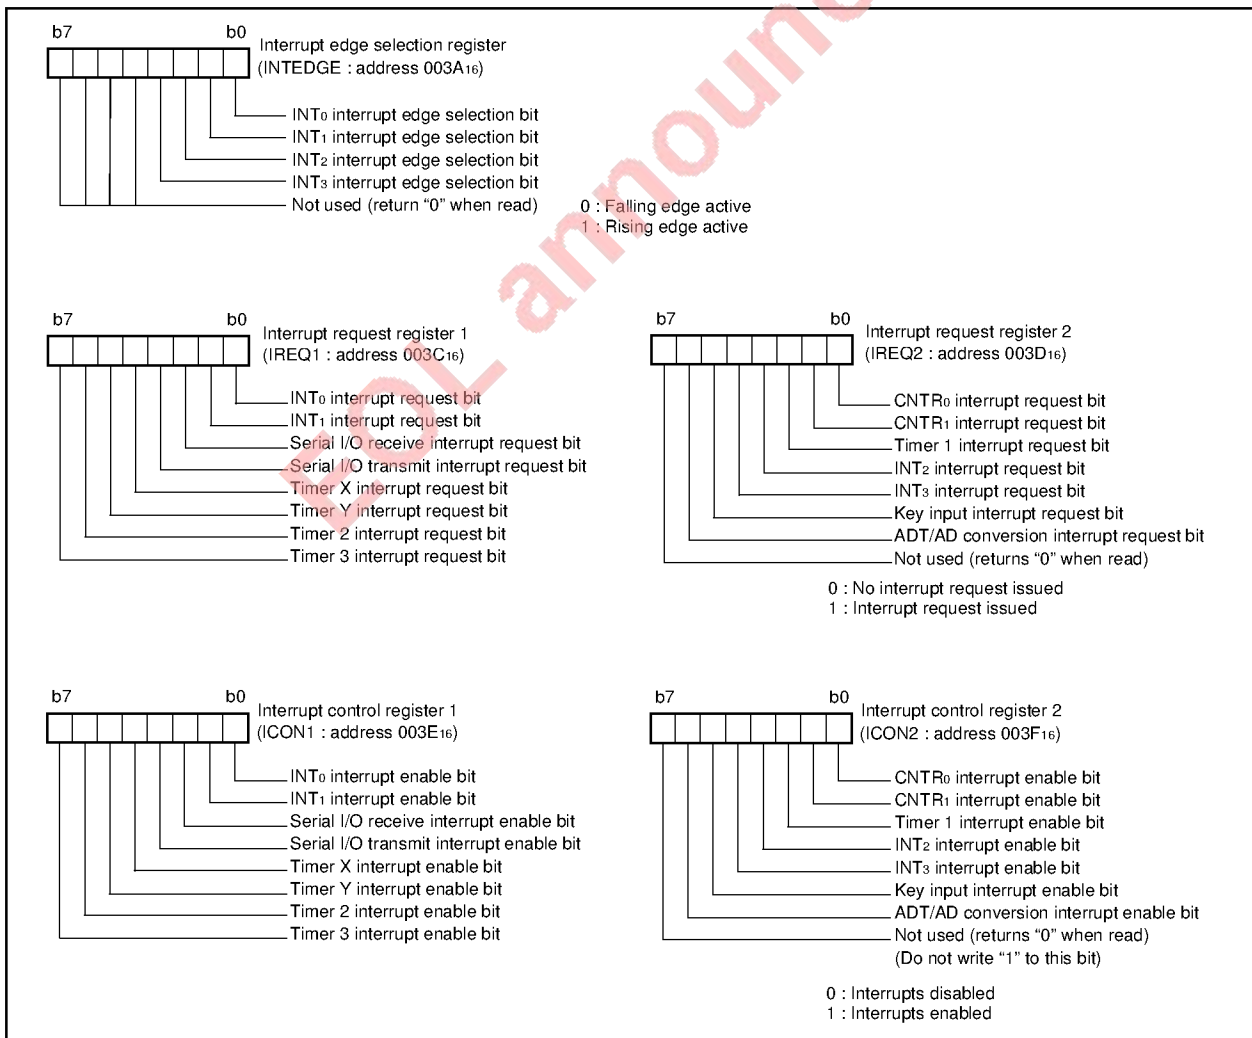 b7 b0
Interrupt edge selection register
(INTEDGE : address 003A16)
INT0 interrupt edge selection bit
INT1 interrupt edge selection bit
INT2 interrupt edge selection bit
INT3 interrupt edge selection bit
Not used (return “0” when read)
0 : Falling edge active
1 : Rising edge active
b7 b0
Interrupt request register 1
(IREQ1 : address 003C16)
INT0 interrupt request bit
INT1 interrupt request bit
Serial I/O receive interrupt request bit
Serial I/O transmit interrupt request bit
Timer X interrupt request bit
Timer Y interrupt request bit
Timer 2 interrupt request bit
Timer 3 interrupt request bit
b7 b0
Interrupt request register 2
(IREQ2 : address 003D16)
CNTR0 interrupt request bit
CNTR1 interrupt request bit
Timer 1 interrupt request bit
INT2 interrupt request bit
INT3 interrupt request bit
Key input interrupt request bit
ADT/AD conversion interrupt request bit
Not used (returns “0” when read)
0 : No interrupt request issued
1 : Interrupt request issued
b7 b0
Interrupt control register 1
(ICON1 : address 003E16)
INT0 interrupt enable bit
INT1 interrupt enable bit
Serial I/O receive interrupt enable bit
Serial I/O transmit interrupt enable bit
Timer X interrupt enable bit
Timer Y interrupt enable bit
Timer 2 interrupt enable bit
Timer 3 interrupt enable bit
b7 b0
Interrupt control register 2
(ICON2 : address 003F16)
CNTR0 interrupt enable bit
CNTR1 interrupt enable bit
Timer 1 interrupt enable bit
INT2 interrupt enable bit
INT3 interrupt enable bit
Key input interrupt enable bit
ADT/AD conversion interrupt enable bit
Not used (returns “0” when read)
(Do not write “1” to this bit)
0 : Interrupts disabled
1 : Interrupts enabled
EOL announc